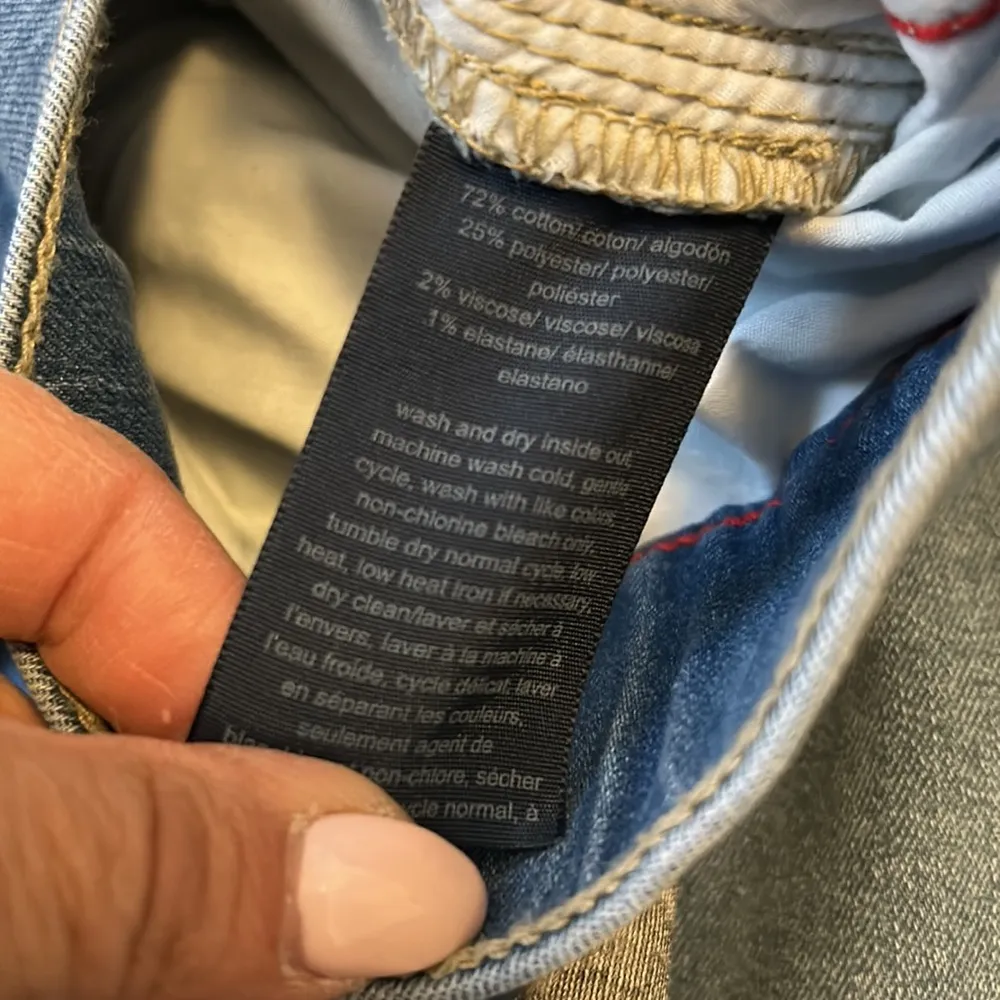 72% cotton/ coton/ algodón
25% polyester/ polyester/
poliéster
2% viscose/ viscose/ viscosa
1% elastane/ élasthanne/
elastano
wash and dry inside out,
machine wash cold, gentle
cycle, wash with like colors,
non-chlorine bleach only,
tumble dry normal cycle, low
heat, low heat iron if necessary,
dry clean/laver et sécher à
l'envers, laver à la machine à
l'eau froide, cycle délicat, laver
en séparant les couleurs,
seulement agent de
non-chlore, sécher
normal, à